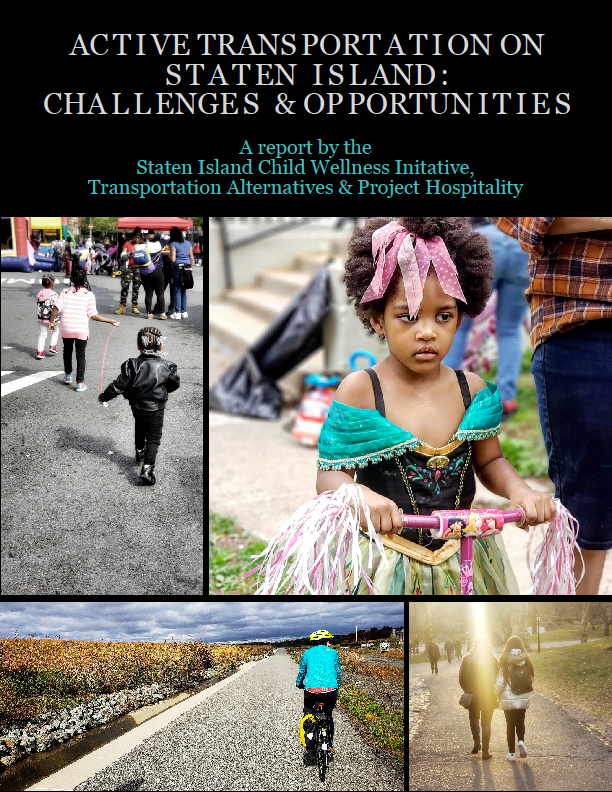 ACTIVE TRANSPORTATION ON
STATEN ISLAND:
CHALLENGES & OPPORTUNITIES
A report by the
Staten Island Child Wellness Initative,
Transportation Alternatives & Project Hospitality